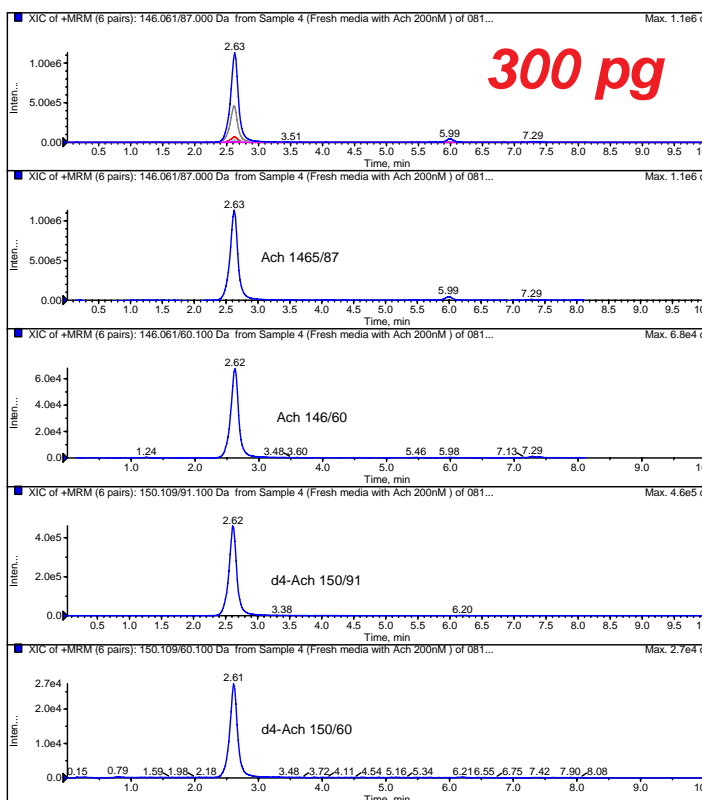 XIC of +MRM (6 pairs): 146.061/87.000 Da from Sample 4 (Fresh media with Ach 200nM ) of 081... Max. 1.1e6 c
300 pg
2.63
1.00e6
Inten...
5.00e5
3.51 5.99 7.29
0.00
0.5 1.0 1.5 2.0 2.5 3.0 3.5 4.0 4.5 5.0 5.5 6.0 6.5 7.0 7.5 8.0 8.5 9.0 9.5 10
Time, min
XIC of +MRM (6 pairs): 146.061/87.000 Da from Sample 4 (Fresh media with Ach 200nM ) of 081... Max. 1.1e6 c
2.63
1.00e6
Ach 1465/87
Inten...
5.00e5
5.99 7.29
0.00
0.5 1.0 1.5 2.0 2.5 3.0 3.5 4.0 4.5 5.0 5.5 6.0 6.5 7.0 7.5 8.0 8.5 9.0 9.5 10
Time, min
XIC of +MRM (6 pairs): 146.061/60.100 Da from Sample 4 (Fresh media with Ach 200nM ) of 081... Max. 6.8e4 c
2.62
6.0e4
Inten...
4.0e4
Ach 146/60
2.0e4
1.24 3.48 3.60 5.46 5.98 7.13 7.29
0.0
1.0 2.0 3.0 4.0 5.0 6.0 7.0 8.0 9.0 10
Time, min
XIC of +MRM (6 pairs): 150.109/91.100 Da from Sample 4 (Fresh media with Ach 200nM ) of 081... Max. 4.6e5 c
2.62
4.0e5
Inten...
d4-Ach 150/91
2.0e5
3.38 6.20
0.0
0.5 1.0 1.5 2.0 2.5 3.0 3.5 4.0 4.5 5.0 5.5 6.0 6.5 7.0 7.5 8.0 8.5 9.0 9.5 10
Time, min
XIC of +MRM (6 pairs): 150.109/60.100 Da from Sample 4 (Fresh media with Ach 200nM ) of 081... Max. 2.7e4 c
2.61
2.7e4
2.0e4
Inten...
d4-Ach 150/60
1.0e4
0.15 0.79 1.59 1.98 2.18 3.48 3.72 4.11 4.54 5.16 5.34 6.21 6.55 6.75 7.42 7.90 8.08
0.0
1.0 2.0 3.0 4.0 5.0 6.0 7.0 8.0 9.0 10
Time, min